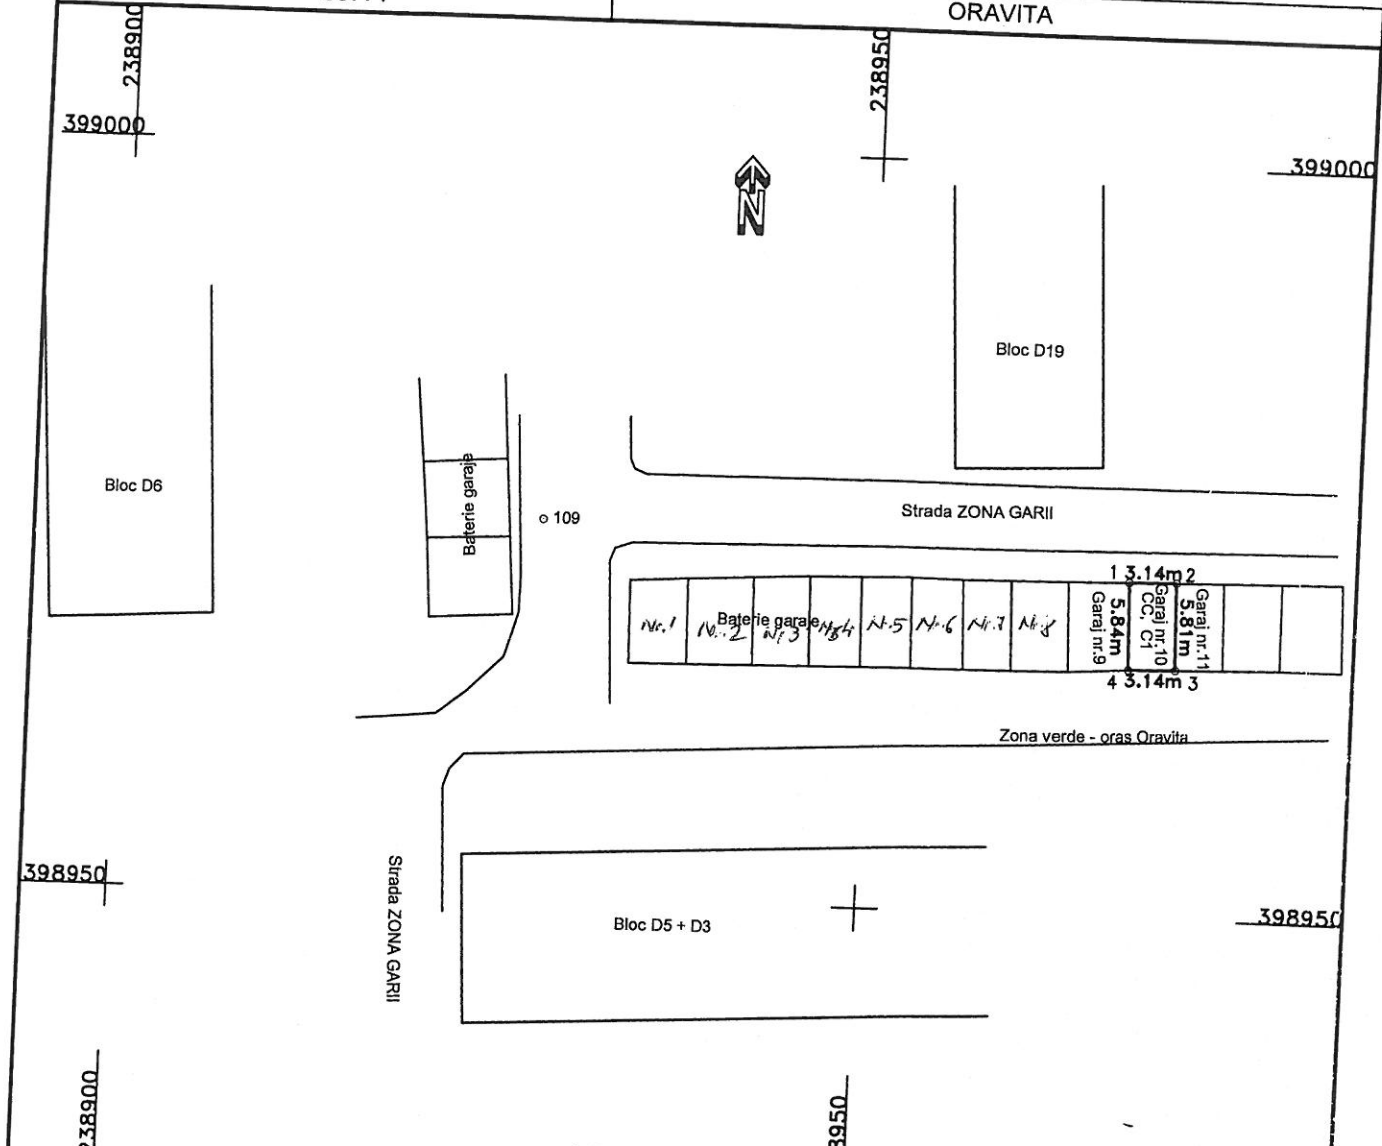 ORAVITA
238900
238950
399000
399000
N
Bloc D19
Bloc D6
Baterie garaje
109
Strada ZONA GARII
1 3.14m 2
Nr.1
Nr.2
Baterie garaje
Nr.3
Nr.5
Nr.6
Nr.7
Nr.8
Garaj nr.9
5.84m
Garaj nr.10
CC, C1
5.81m
Garaj nr.11
4 3.14m 3
Zona verde - oras Oravita
398950
Strada ZONA GARII
Bloc D5 + D3
398950
238900
8950